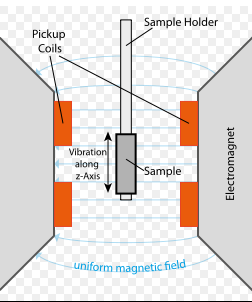 Sample Holder
Pickup
Coils
Vibration
along
z-Axis
Sample
Electromagnet
uniform magnetic field